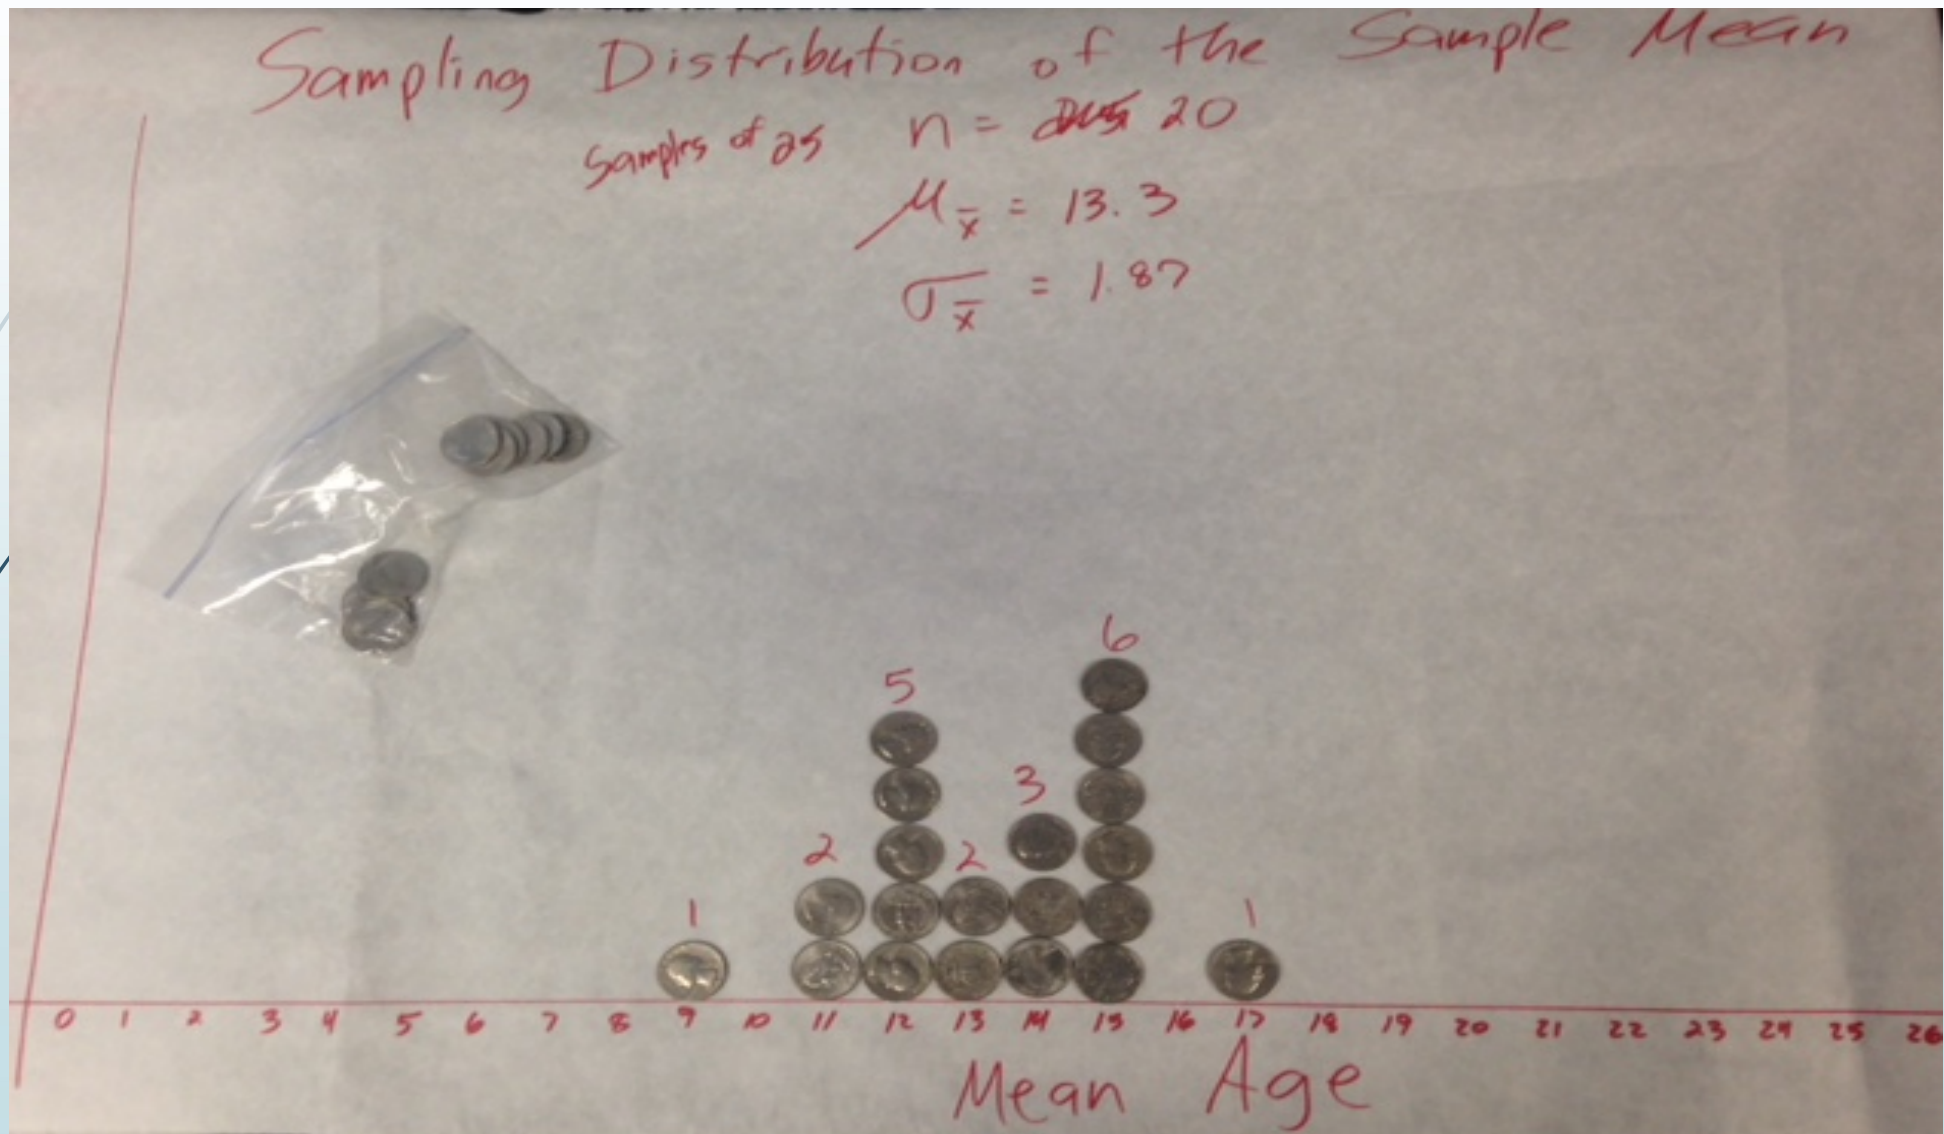 Sampling Distribution of the Sample Mean
Samples of 25 n = 20
μx̄ = 13.3
σx̄ = 1.87
6
5
3
2 2
1 1
0 1 2 3 4 5 6 7 8 9 10 11 12 13 14 15 16 17 18 19 20 21 22 23 24 25 26
Mean Age